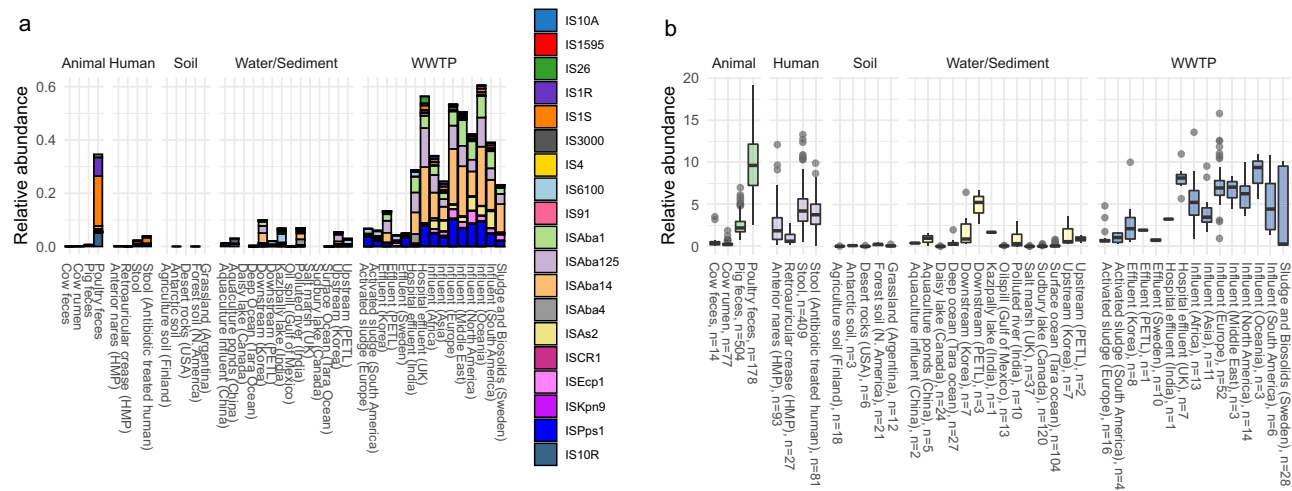 a
Animal Human Soil Water/Sediment WWTP
Relative abundance
0.6
0.4
0.2
0.0
Cow feces
Cow rumen
Pig feces
Poultry feces
Anterior nares (HMP)
Retroauricular crease (HMP)
Stool
Stool (Antibiotic treated human)
Agriculture soil (Finland)
Antarctic soil
Desert rocks (USA)
Forest soil (N. America)
Grassland (Argentina)
Aquaculture influent (China)
Aquaculture ponds (China)
Daisy lake (Canada)
Deep Ocean (Tara Ocean)
Downstream (Korea)
Downstream (PETL)
Kazipally lake (India)
Oil spill (Gulf of Mexico)
Polluted river (India)
Salt marsh (UK)
Sudbury lake (Canada)
Surface Ocean (Tara Ocean)
Upstream (Korea)
Upstream (PETL)
Activated sludge (Europe)
Activated sludge (South America)
Effluent (Korea)
Effluent (PETL)
Effluent (Sweden)
Hospital effluent (India)
Hospital effluent (UK)
Influent (Africa)
Influent (Asia)
Influent (Europe)
Influent (Middle East)
Influent (North America)
Influent (Oceania)
Influent (South America)
Sludge and Biosolids (Sweden)
IS10A
IS1595
IS26
IS1R
IS1S
IS3000
IS4
IS6100
IS91
ISAba1
ISAba125
ISAba14
ISAba4
ISAs2
ISCR1
ISEcp1
ISKpn9
ISPps1
IS10R
b
Animal Human Soil Water/Sediment WWTP
Relative abundance
20
15
10
5
0
Cow feces, n=14
Cow rumen, n=77
Pig feces, n=504
Poultry feces, n=178
Anterior nares (HMP), n=93
Retroauricular crease (HMP), n=27
Stool, n=409
Stool (Antibiotic treated human), n=81
Agriculture soil (Finland), n=18
Antarctic soil, n=3
Desert rocks (USA), n=6
Forest soil (N. America), n=21
Grassland (Argentina), n=12
Aquaculture influent (China), n=2
Aquaculture ponds (China), n=5
Daisy lake (Canada), n=24
Deep ocean (Tara Ocean), n=27
Downstream (Korea), n=7
Downstream (PETL), n=3
Kazipally lake (India), n=1
Oilspill (Gulf of Mexico), n=13
Polluted river (India), n=10
Salt marsh (UK), n=37
Sudbury lake (Canada), n=120
Surface ocean (Tara ocean), n=104
Upstream (Korea), n=7
Upstream (PETL), n=2
Activated sludge (Europe), n=16
Activated sludge (South America), n=4
Effluent (Korea), n=8
Effluent (PETL), n=1
Effluent (Sweden), n=10
Hospital effluent (India), n=1
Hospital effluent (UK), n=7
Influent (Africa), n=13
Influent (Asia), n=11
Influent (Europe), n=52
Influent (Middle East), n=3
Influent (North America), n=14
Influent (Oceania), n=3
Influent (South America), n=6
Sludge and Biosolids (Sweden), n=28